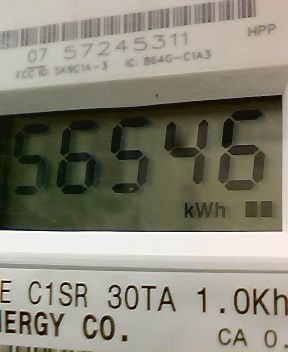 07 57245311
HPP
FCC ID: SK9C1A-3 IC: 864G-C1A3
56546
kWh
E C1SR 30TA 1.0Kh
NERGY CO.
CA 0.